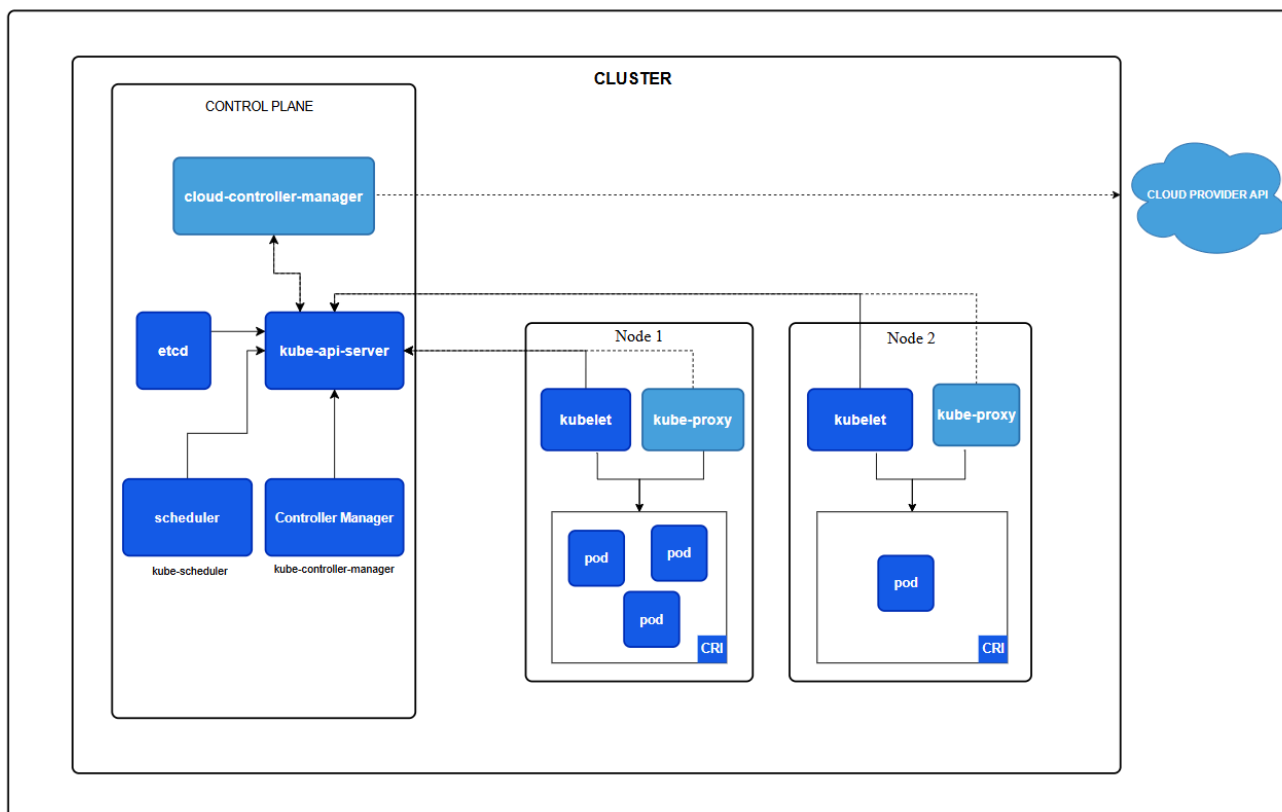 CLUSTER
CONTROL PLANE
cloud-controller-manager
CLOUD PROVIDER API
etcd
kube-api-server
scheduler
kube-scheduler
Controller Manager
kube-controller-manager
Node 1
kubelet
kube-proxy
pod
pod
pod
CRI
Node 2
kubelet
kube-proxy
pod
CRI